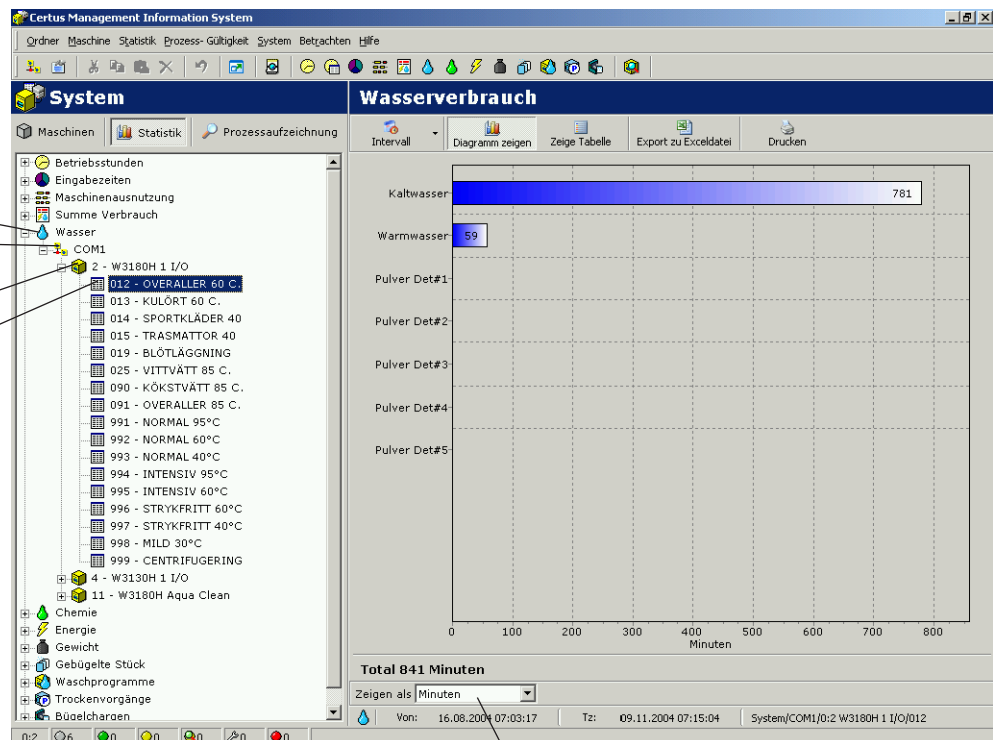 Certus Management Information System
Ordner Maschine Statistik Prozess- Gültigkeit System Betrachten Hilfe
System
Wasserverbrauch
Maschinen Statistik Prozessaufzeichnung
Intervall Diagramm zeigen Zeige Tabelle Export zu Exceldatei Drucken
Betriebsstunden
Eingabezeiten
Maschinenausnutzung
Summe Verbrauch
Wasser
COM1
2 - W3180H 1 I/O
012 - OVERALLER 60 C.
013 - KULÖRT 60 C.
014 - SPORTKLÄDER 40
015 - TRASMATTOR 40
019 - BLÖTLÄGGNING
025 - VITTVÄTT 85 C.
090 - KÖKSTVÄTT 85 C.
091 - OVERALLER 85 C.
991 - NORMAL 95°C
992 - NORMAL 60°C
993 - NORMAL 40°C
994 - INTENSIV 95°C
995 - INTENSIV 60°C
996 - STRYKFRITT 60°C
997 - STRYKFRITT 40°C
998 - MILD 30°C
999 - CENTRIFUGERING
4 - W3130H 1 I/O
11 - W3180H Aqua Clean
Chemie
Energie
Gewicht
Gebügelte Stück
Waschprogramme
Trockenvorgänge
Bügelchargen
Kaltwasser 781
Warmwasser 59
Pulver Det#1
Pulver Det#2
Pulver Det#3
Pulver Det#4
Pulver Det#5
0 100 200 300 400 500 600 700 800
Minuten
Total 841 Minuten
Zeigen als Minuten
Von: 16.08.2004 07:03:17 Tz: 09.11.2004 07:15:04 System/COM1/0:2 W3180H 1 I/O/012
0:2 6 0 0 0 0 0